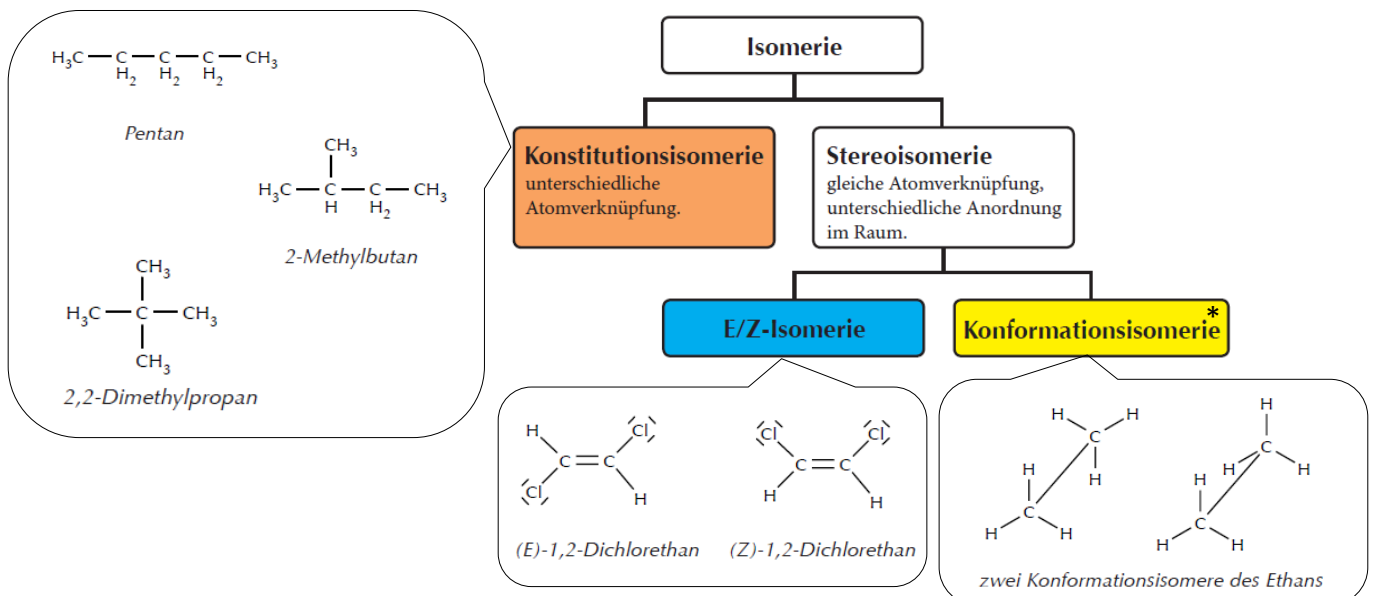 Isomerie
Konstitutionsisomerie
unterschiedliche
Atomverknüpfung.
Stereoisomerie
gleiche Atomverknüpfung,
unterschiedliche Anordnung
im Raum.
E/Z-Isomerie
Konformationsisomerie*
H₃C — C — C — C — CH₃
H₂ H₂ H₂
Pentan
CH₃
H₃C — C — C — CH₃
H H₂
2-Methylbutan
CH₃
H₃C — C — CH₃
CH₃
2,2-Dimethylpropan
H Cl
C=C
Cl H
(E)-1,2-Dichlorethan
Cl Cl
C=C
H H
(Z)-1,2-Dichlorethan
H H
C
H H
C
H H
H
C
H H
H
C
H H
zwei Konformationsisomere des Ethans